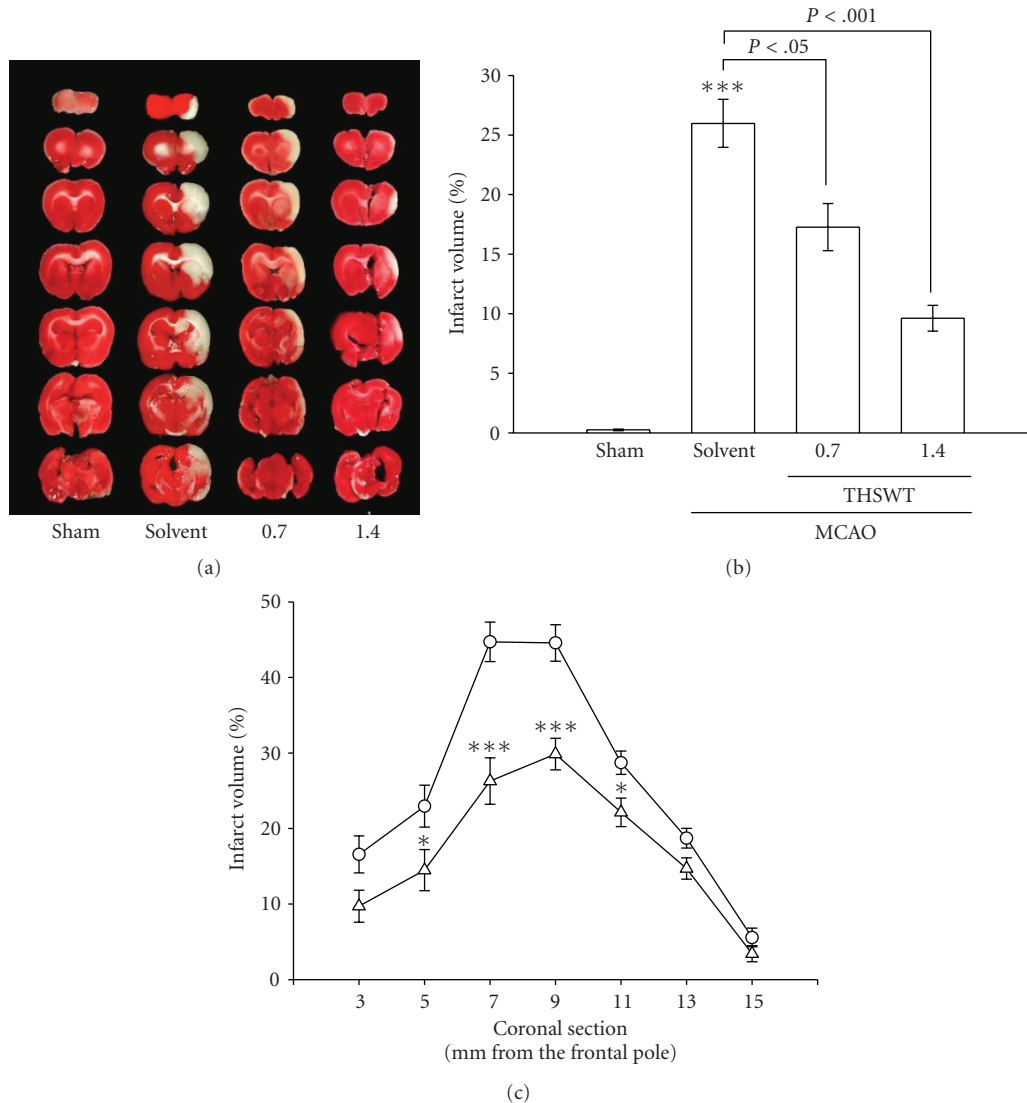 Sham Solvent 0.7 1.4
(a)
P < .001
P < .05
***
30
25
20
15
10
5
0
Infarct volume (%)
Sham Solvent 0.7 1.4
THSWT
MCAO
(b)
50
40
30
20
10
0
Infarct volume (%)
*
***
***
*
3 5 7 9 11 13 15
Coronal section
(mm from the frontal pole)
(c)